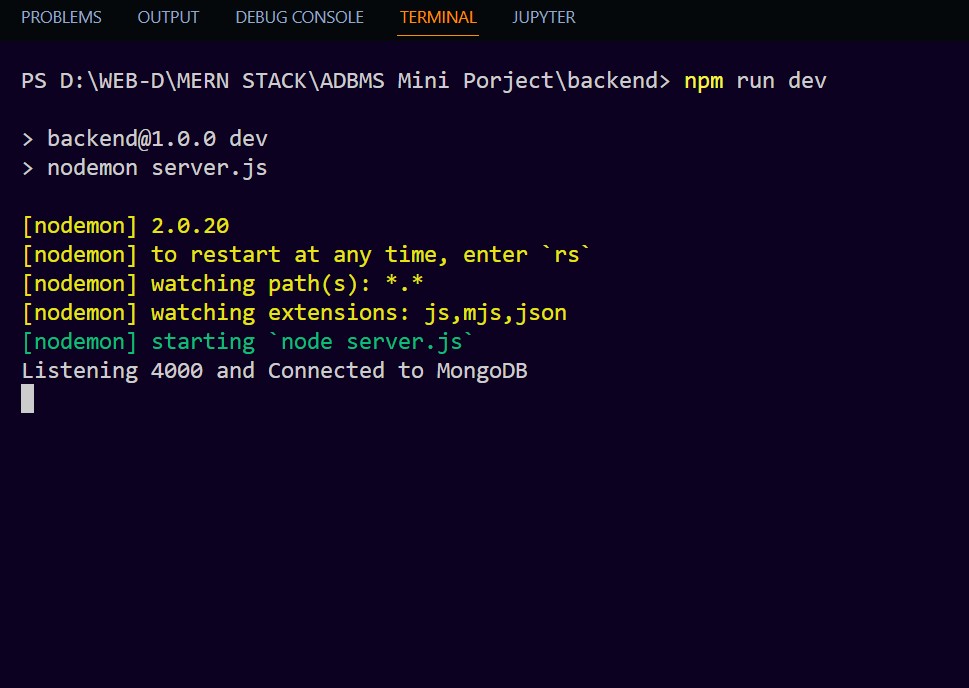 PROBLEMS OUTPUT DEBUG CONSOLE TERMINAL JUPYTER
PS D:\WEB-D\MERN STACK\ADBMS Mini Porject\backend> npm run dev
> backend@1.0.0 dev
> nodemon server.js
[nodemon] 2.0.20
[nodemon] to restart at any time, enter `rs`
[nodemon] watching path(s): *.*
[nodemon] watching extensions: js,mjs,json
[nodemon] starting `node server.js`
Listening 4000 and Connected to MongoDB